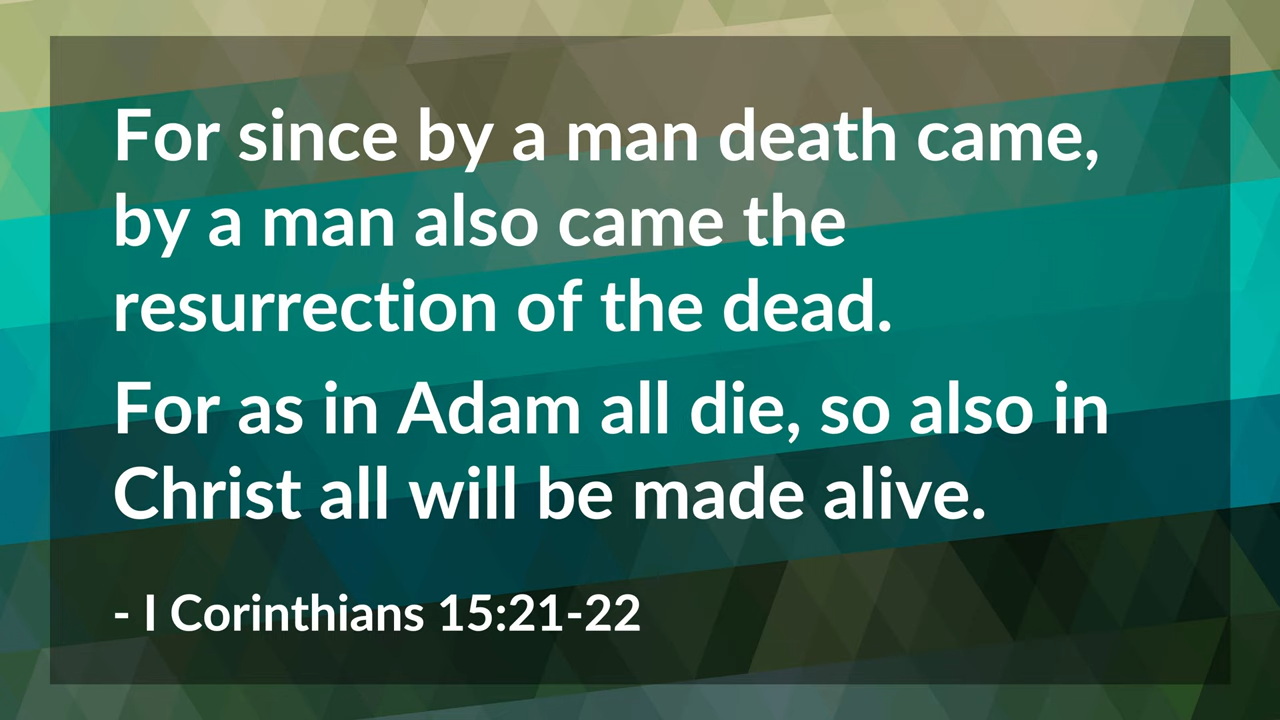 For since by a man death came,
by a man also came the
resurrection of the dead.
For as in Adam all die, so also in
Christ all will be made alive.
- I Corinthians 15:21-22